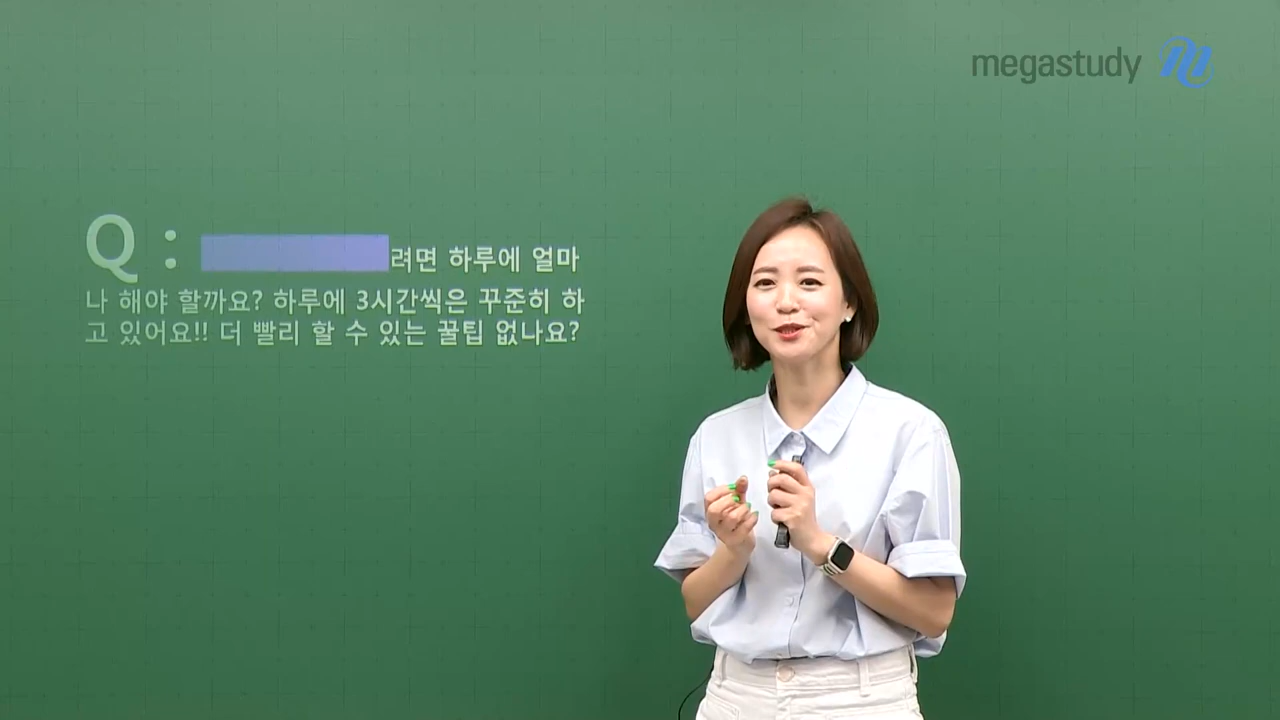 megastudy
Q : 려면 하루에 얼마
나 해야 할까요? 하루에 3시간씩은 꾸준히 하
고 있어요!! 더 빨리 할 수 있는 꿀팁 없나요?